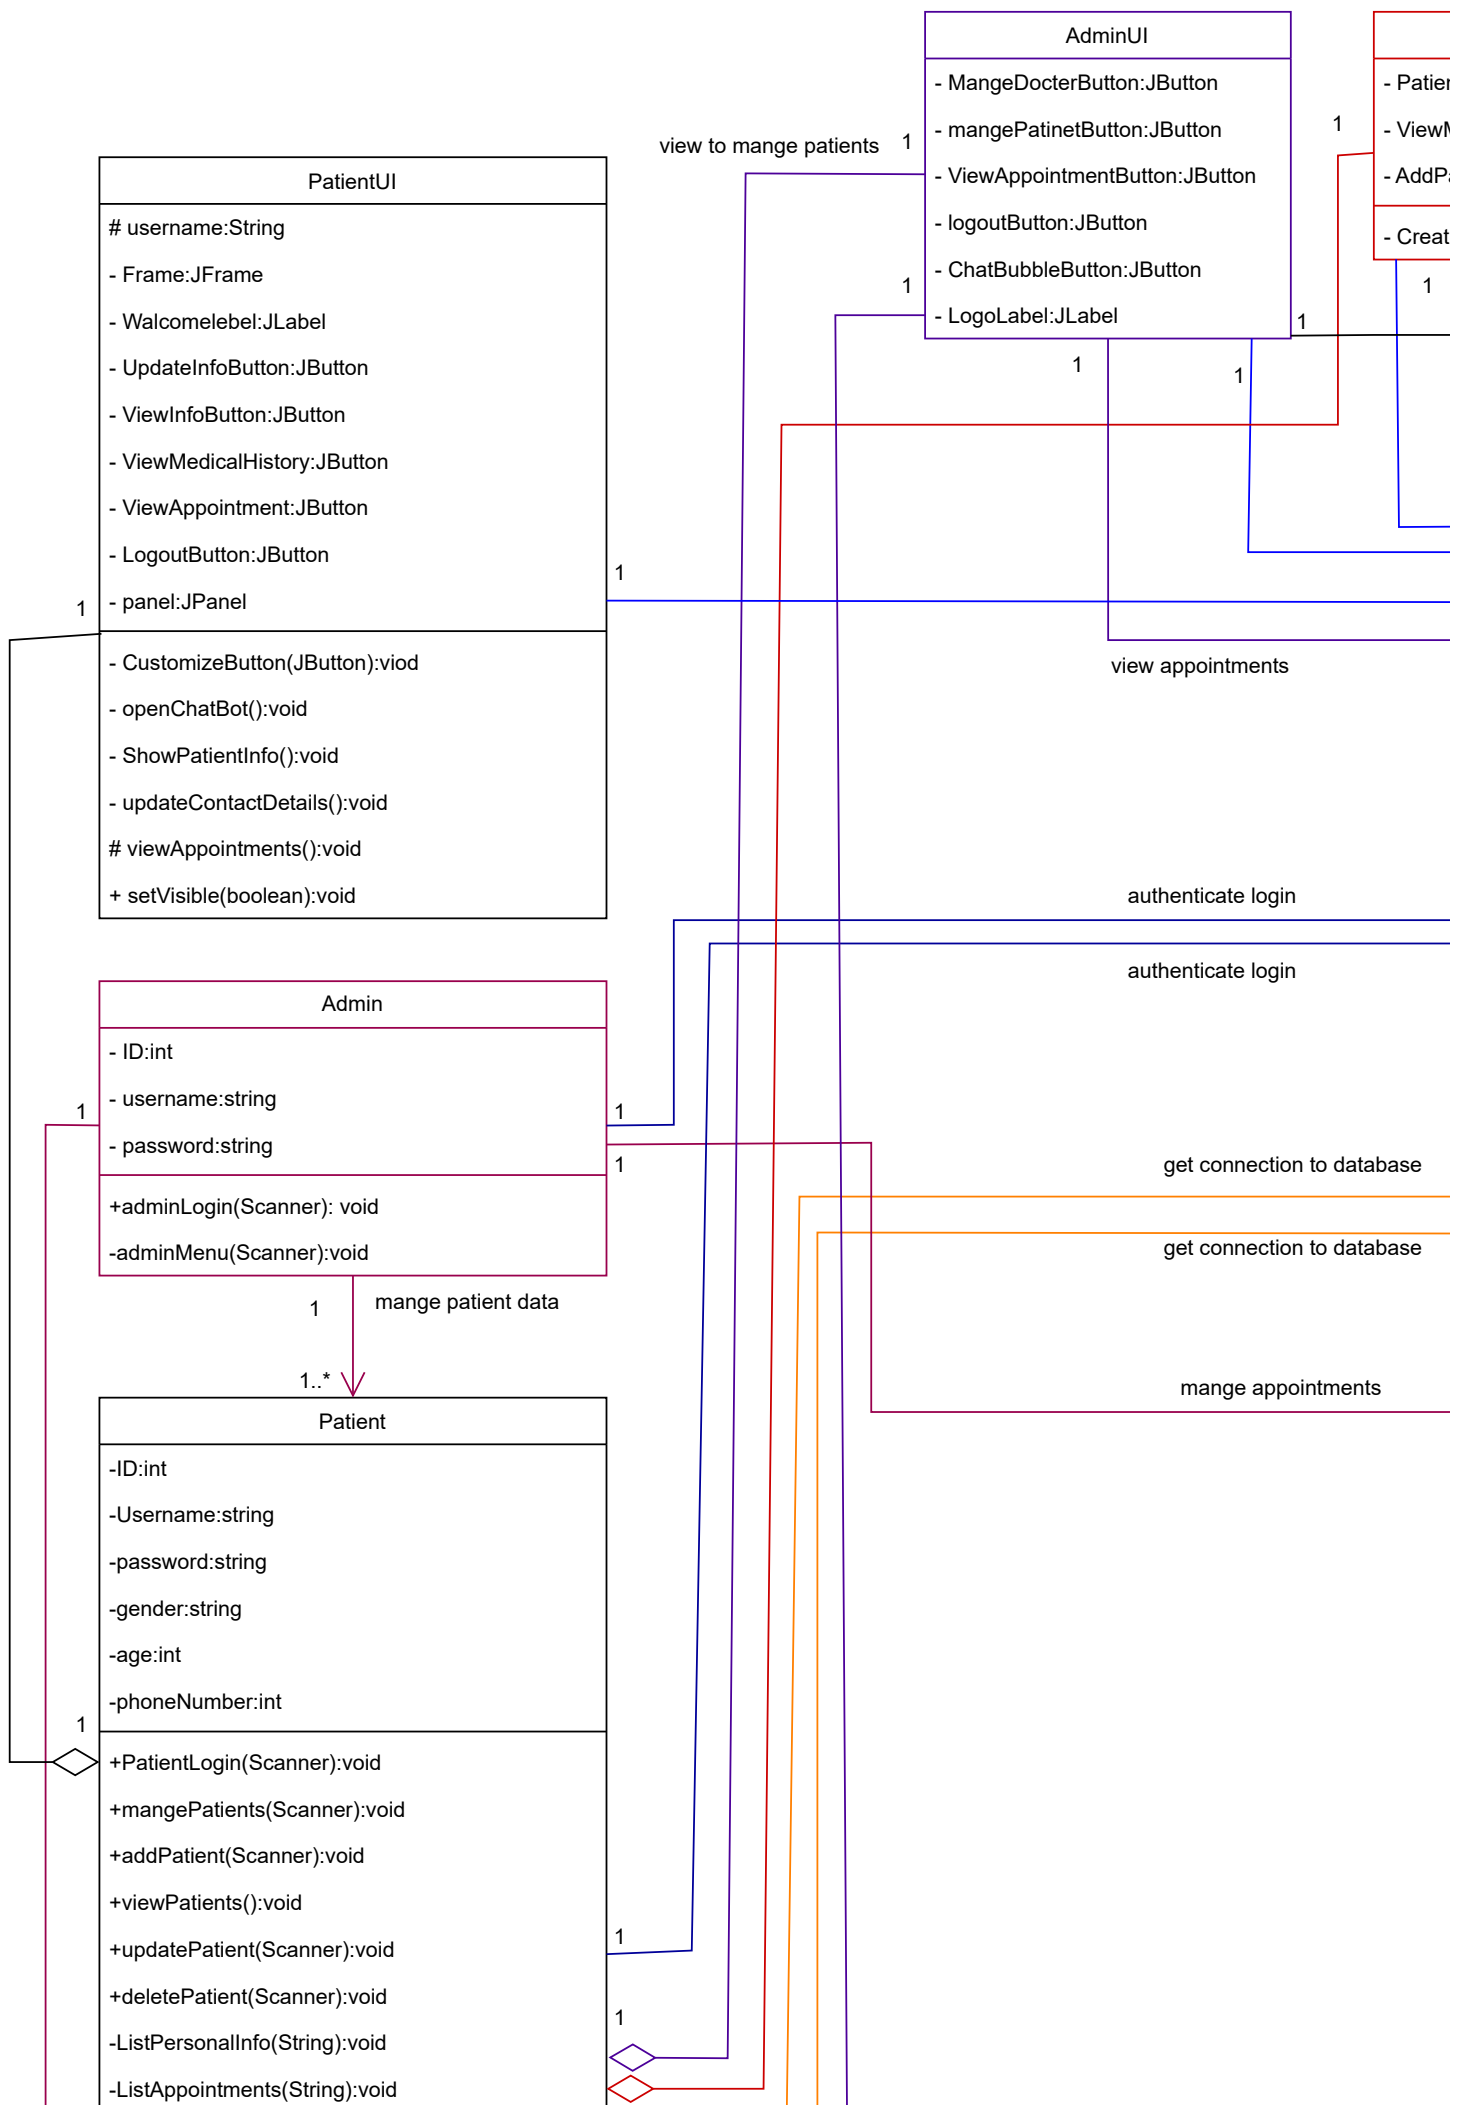 AdminUI
- MangeDocterButton:JButton
- mangePatinetButton:JButton
- ViewAppointmentButton:JButton
- logoutButton:JButton
- ChatBubbleButton:JButton
- LogoLabel:JLabel
- Patier
- View
- AddP
- Creat
1
1
view to mange patients
1
1
1
1
1
PatientUI
# username:String
- Frame:JFrame
- Walcomelebel:JLabel
- UpdateInfoButton:JButton
- ViewInfoButton:JButton
- ViewMedicalHistory:JButton
- ViewAppointment:JButton
- LogoutButton:JButton
- panel:JPanel
1
1
- CustomizeButton(JButton):viod
- openChatBot():void
- ShowPatientInfo():void
- updateContactDetails():void
# viewAppointments():void
+ setVisible(boolean):void
view appointments
authenticate login
authenticate login
Admin
- ID:int
- username:string
- password:string
1
1
1
+adminLogin(Scanner): void
-adminMenu(Scanner):void
get connection to database
get connection to database
1
mange patient data
1..*
mange appointments
Patient
-ID:int
-Username:string
-password:string
-gender:string
-age:int
-phoneNumber:int
1
+PatientLogin(Scanner):void
+mangePatients(Scanner):void
+addPatient(Scanner):void
+viewPatients():void
+updatePatient(Scanner):void
1
+deletePatient(Scanner):void
1
-ListPersonalInfo(String):void
-ListAppointments(String):void